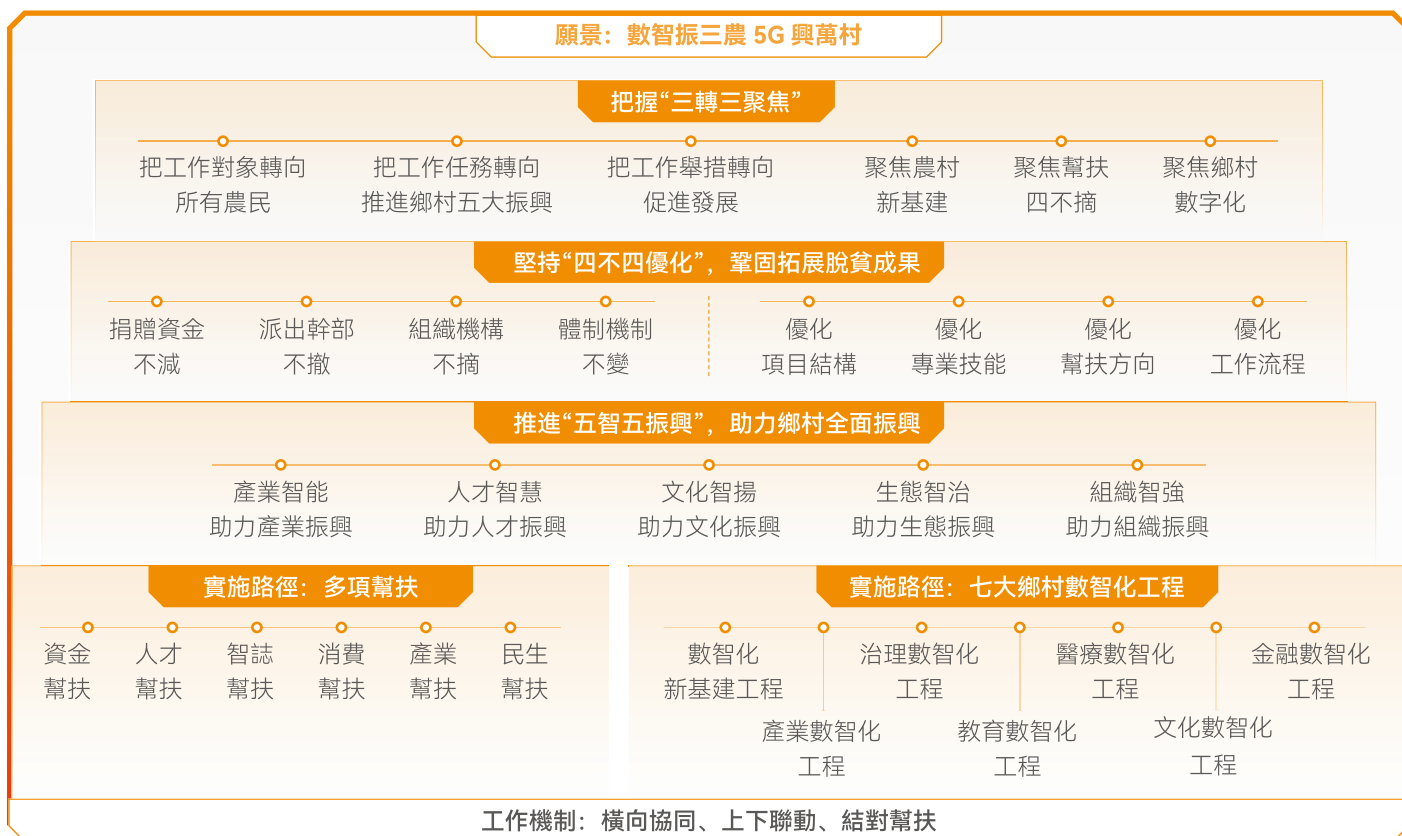 願景：數智振三農 5G 興萬村
把握“三轉三聚焦”
把工作對象轉向
所有農民
把工作任務轉向
推進鄉村五大振興
把工作舉措轉向
促進發展
聚焦農村
新基建
聚焦幫扶
四不摘
聚焦鄉村
數字化
堅持“四不四優化”，鞏固拓展脫貧成果
捐贈資金
不減
派出幹部
不撤
組織機構
不摘
體制機制
不變
優化
項目結構
優化
專業技能
優化
幫扶方向
優化
工作流程
推進“五智五振興”，助力鄉村全面振興
產業智能
助力產業振興
人才智慧
助力人才振興
文化智揚
助力文化振興
生態智治
助力生態振興
組織智強
助力組織振興
實施路徑：多項幫扶
資金
幫扶
人才
幫扶
智誌
幫扶
消費
幫扶
產業
幫扶
民生
幫扶
實施路徑：七大鄉村數智化工程
數智化
新基建工程
產業數智化
工程
治理數智化
工程
教育數智化
工程
醫療數智化
工程
文化數智化
工程
金融數智化
工程
工作機制：橫向協同、上下聯動、結對幫扶